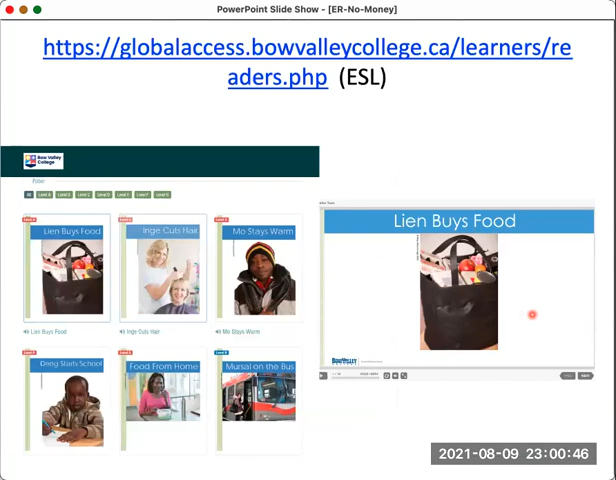 PowerPoint Slide Show - [ER-No-Money]
https://globalaccess.bowvalleycollege.ca/learners/re
aders.php (ESL)
Bow Valley
College
Lien Buys Food
Inge Cuts Hair
Mo Stays Warm
Lien Buys Food
Inge Cuts Hair
Mo Stays Warm
Starts School
Food From Home
Mursal on the Bus
Lien Buys Food
BOW VALLEY
2021-08-09 23:00:46